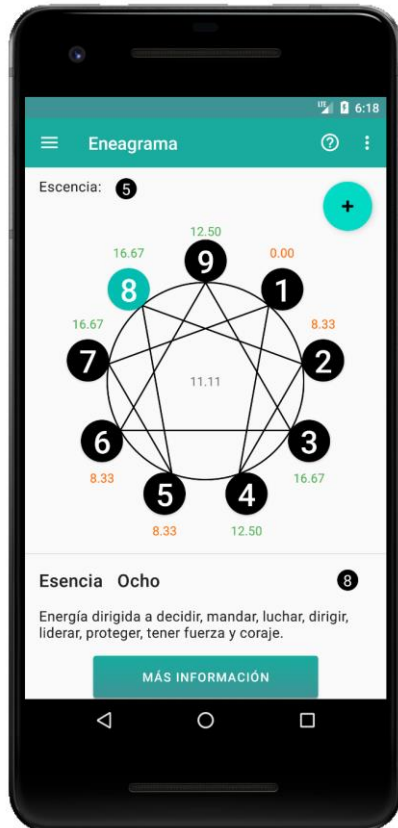 LTE 6:18
Eneagrama
Escencia: 5
+
12.50
16.67 9 0.00
8 1
16.67 8.33
7 2
11.11
6 3
8.33 5 4 16.67
8.33 12.50
Esencia Ocho 8
Energía dirigida a decidir, mandar, luchar, dirigir,
liderar, proteger, tener fuerza y coraje.
MÁS INFORMACIÓN